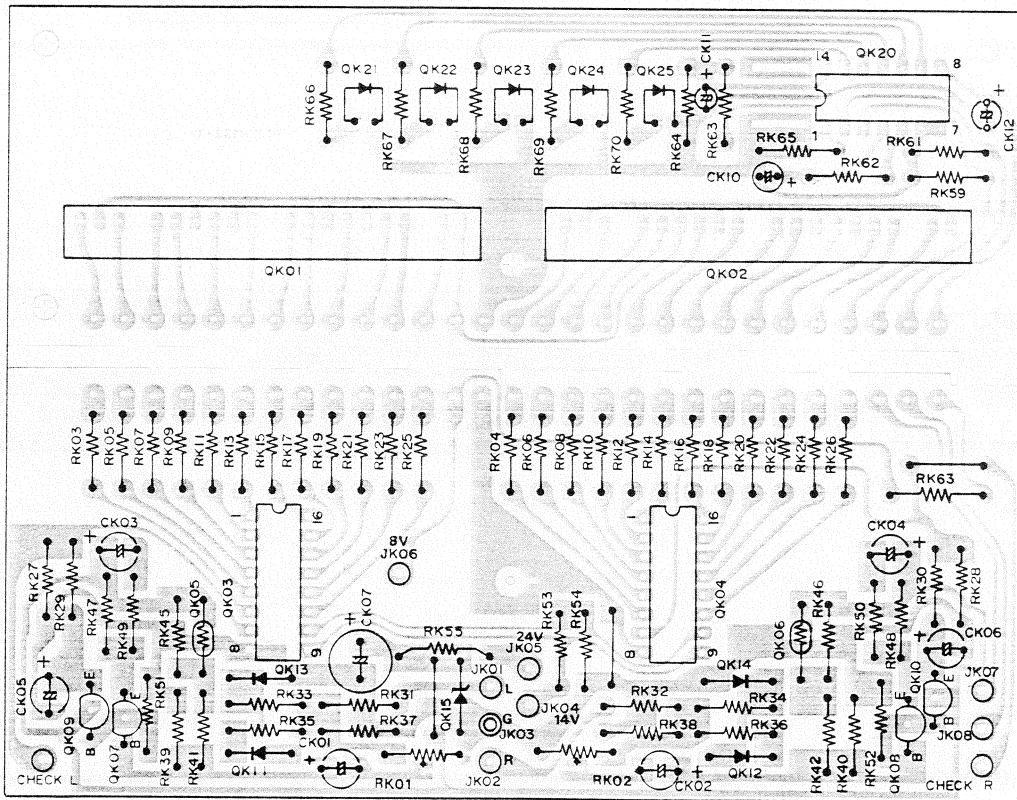 QK21 QK22 QK23 QK24 QK25 CK11 14 QK20 8
+ +
RK66 RK67 RK68 RK69 RK70 RK64 RK63 CK12
RK65 1 RK61 7
RK62
CK10 + RK59
QK01 QK02
RK03 RK05 RK07 RK09 RK11 RK13 RK15 RK17 RK19 RK21 RK23 RK25 RK04 RK06 RK08 RK10 RK12 RK14 RK16 RK18 RK20 RK22 RK24 RK26
RK63
1 16 1 16
CK03 CK04
+ +
8V
JK06
RK27 RK29 RK47 RK49 RK45 QK05 QK03 CK07 RK53 RK54 QK04 QK06 RK46 RK50 RK48 RK30 RK28
+ +
RK55 24V
JK05
CK06
8 9 8 9
QK13 JK01 QK14 JK07
CK05 + E RK51 E L E E QK10
RK33 RK31 QK15 JK04 RK32 RK34
G 14V
RK35 RK37 JK03 RK38 RK36 JK08
QK09 B QK07 B RK39 RK41 CK01 + R + RK42 RK40 RK52 QK08 B B
CHECK L QK11 RK01 JK02 RK02 CK02 QK12 CHECK R